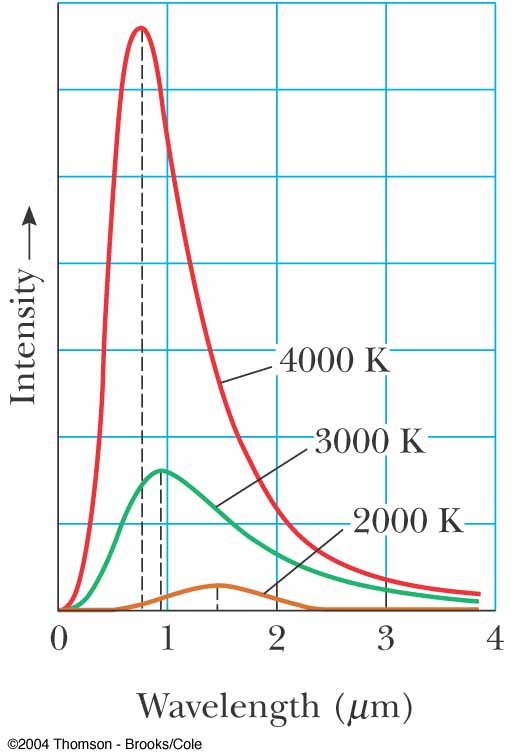 Intensity
4000 K
3000 K
2000 K
0 1 2 3 4
Wavelength (μm)
©2004 Thomson - Brooks/Cole